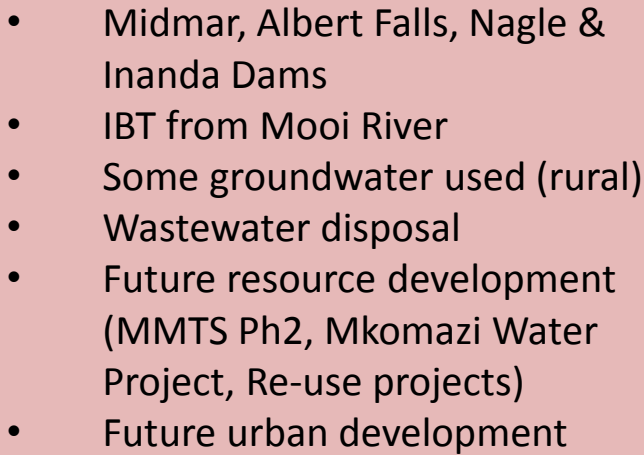 • Midmar, Albert Falls, Nagle &
Inanda Dams
• IBT from Mooi River
• Some groundwater used (rural)
• Wastewater disposal
• Future resource development
(MMTS Ph2, Mkomazi Water
Project, Re-use projects)
• Future urban development